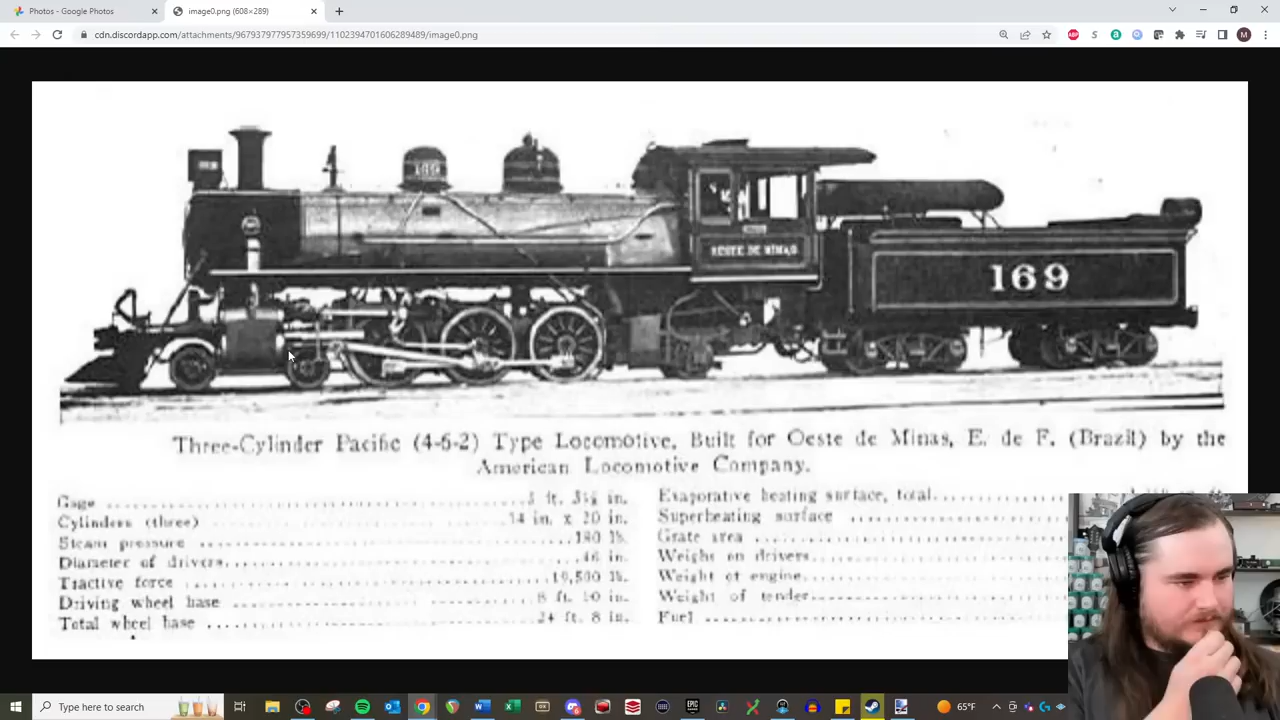 Photos - Google Photos
image0.png (608×289)
cdn.discordapp.com/attachments/967937977957359699/1102394701606289489/image0.png
ABP
M
169
OESTE DE MINAS
169
Three-Cylinder Pacific (4-6-2) Type Locomotive, Built for Oeste de Minas, E. de F. (Brazil) by the
American Locomotive Company.
Gage
Cylinders (three) 14 in. x 20 in.
Steam pressure 180 lb.
Diameter of drivers 46 in.
Tractive force 19,500 lb.
Driving wheel base 8 ft. 10 in.
Total wheel base 24 ft. 8 in.
Evaporative heating surface, total
Superheating surface
Grate area
Weight on drivers
Weight of engine
Weight of tender
Fuel
Type here to search
65°F